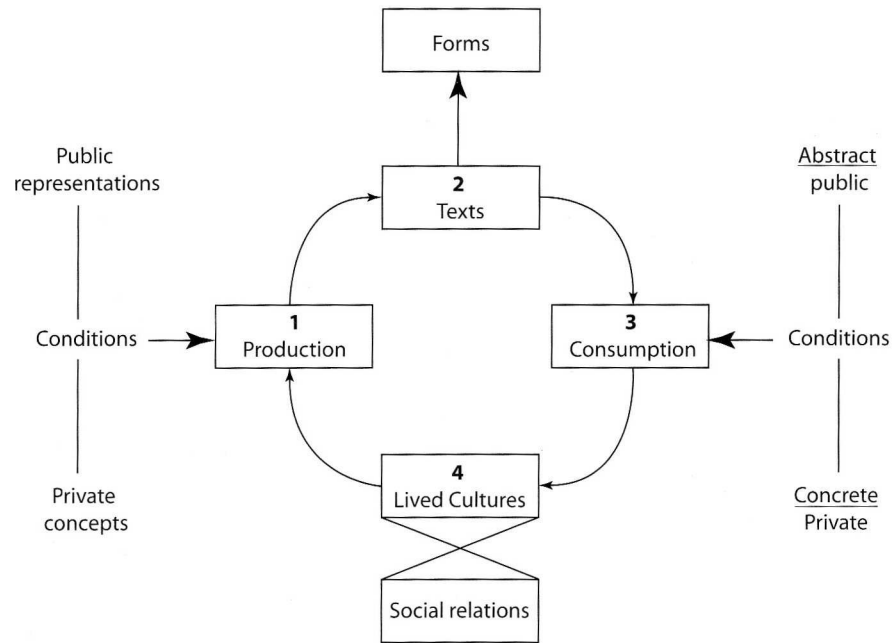 Forms
Public
representations
Abstract
public
2
Texts
Conditions
1
Production
3
Consumption
Conditions
Private
concepts
4
Lived Cultures
Concrete
Private
Social relations